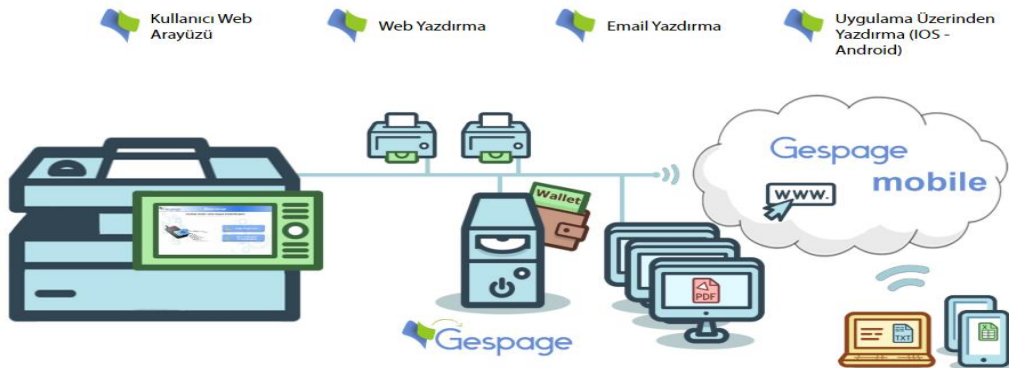 Kullanıcı Web
Arayüzü
Web Yazdırma
Email Yazdırma
Uygulama Üzerinden
Yazdırma (IOS -
Android)
Wallet
Gespage
mobile
www.
PDF
TXT
Gespage